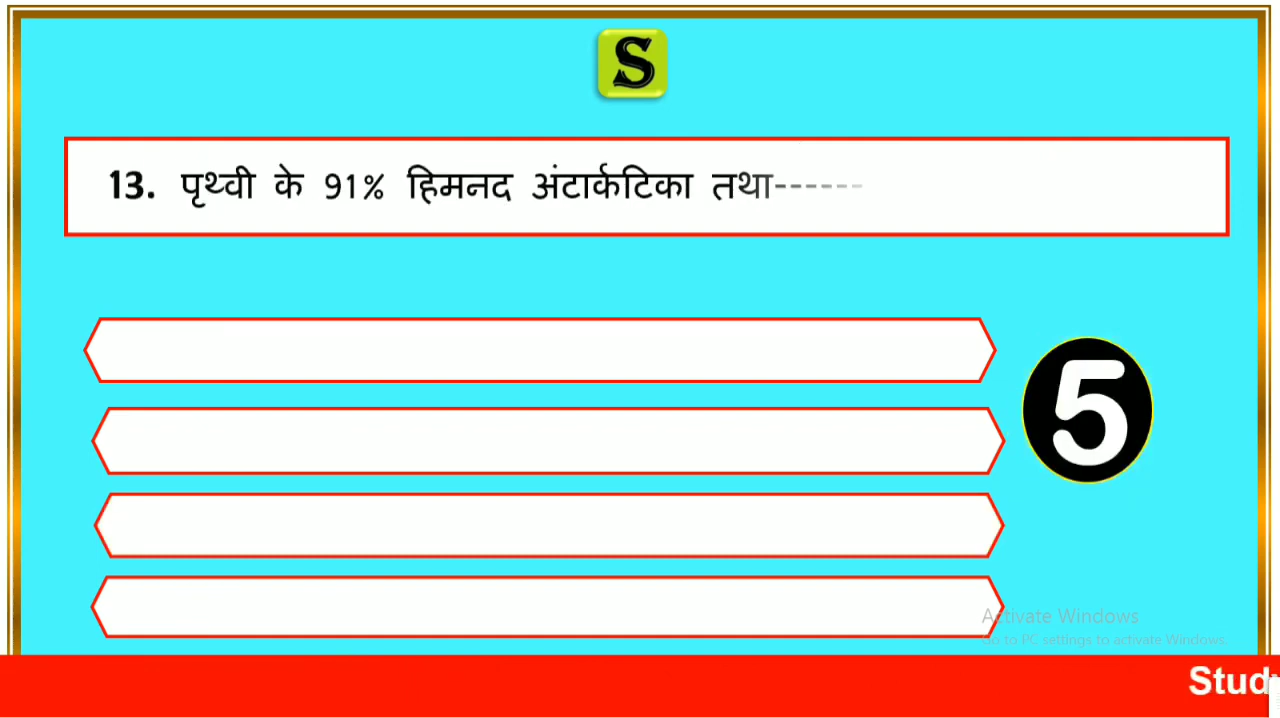 S
13. पृथ्वी के 91% हिमनद अंटार्कटिका तथा------
5
Activate Windows
Go to PC settings to activate Windows.
Stud